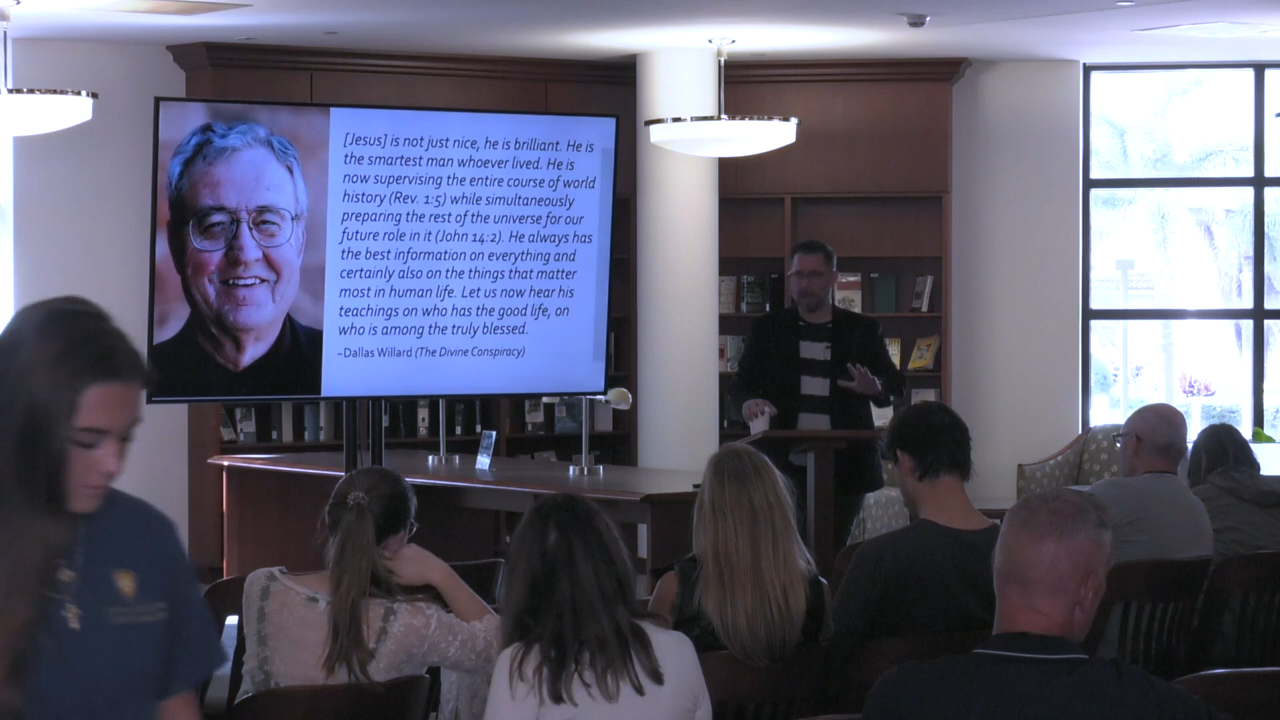 [Jesus] is not just nice, he is brilliant. He is
the smartest man whoever lived. He is
now supervising the entire course of world
history (Rev. 1:5) while simultaneously
preparing the rest of the universe for our
future role in it (John 14:2). He always has
the best information on everything and
certainly also on the things that matter
most in human life. Let us now hear his
teachings on who has the good life, on
who is among the truly blessed.
–Dallas Willard (The Divine Conspiracy)